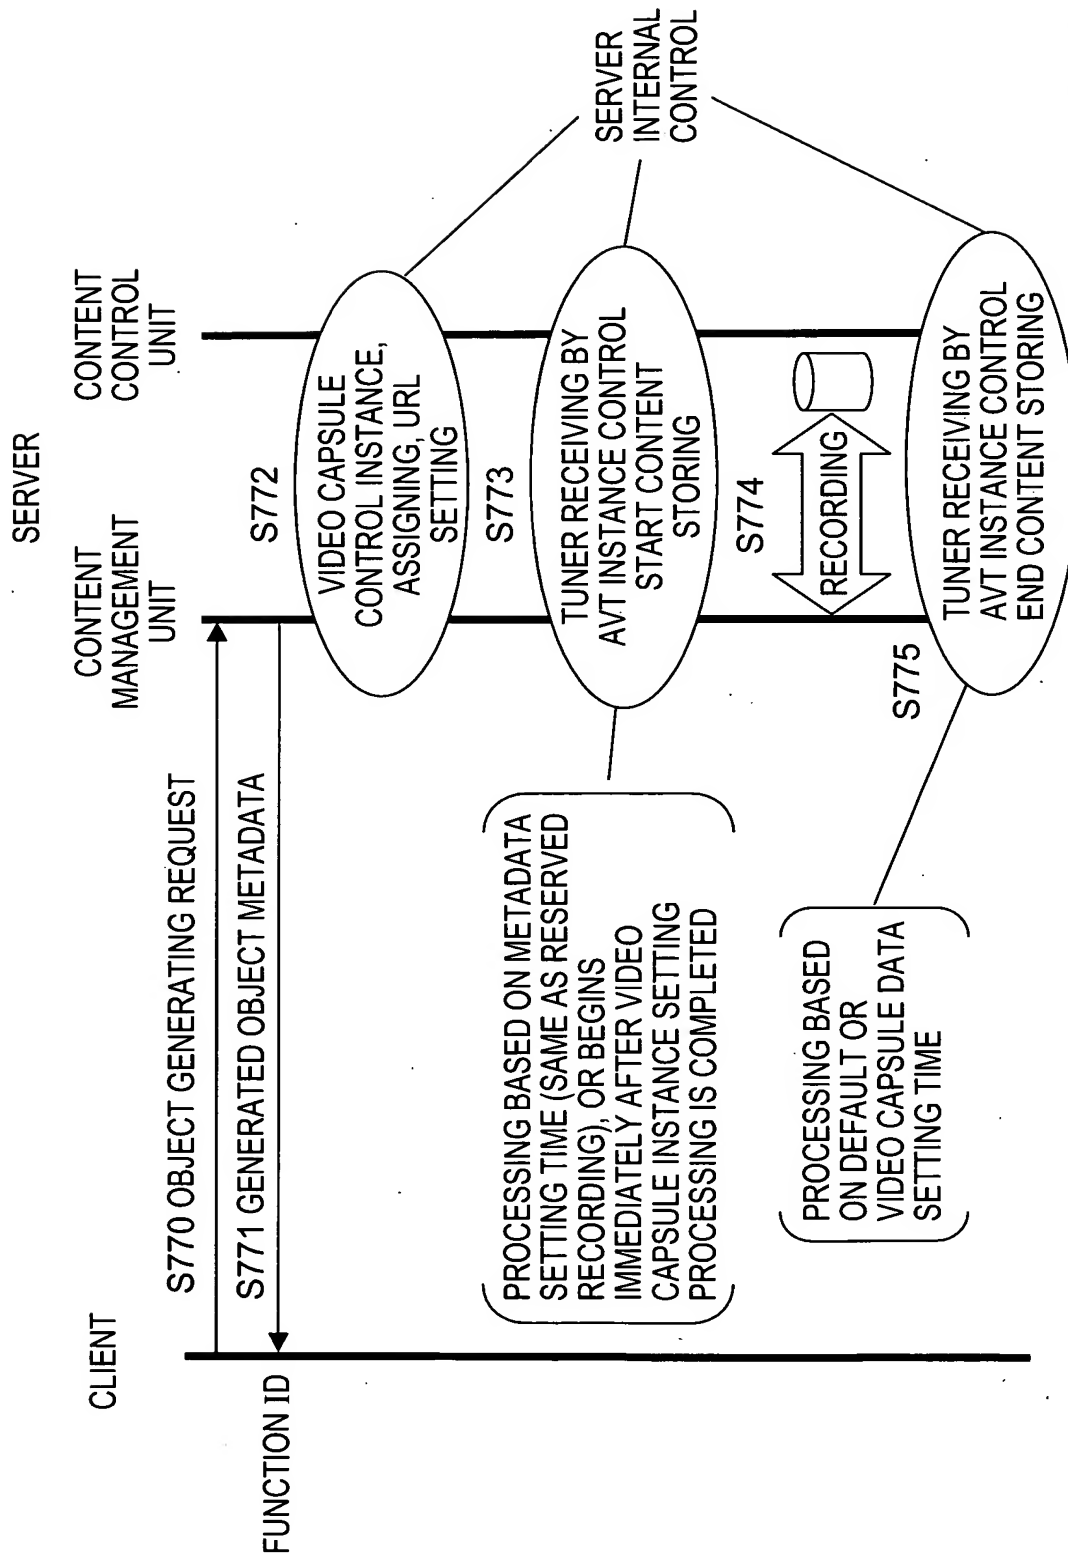 SERVER
CLIENT
CONTENT
MANAGEMENT
UNIT
CONTENT
CONTROL
UNIT
S770 OBJECT GENERATING REQUEST
S771 GENERATED OBJECT METADATA
FUNCTION ID
S772
VIDEO CAPSULE
CONTROL INSTANCE,
ASSIGNING, URL
SETTING
S773
TUNER RECEIVING BY
AVT INSTANCE CONTROL
START CONTENT
STORING
SERVER
INTERNAL
CONTROL
PROCESSING BASED ON METADATA
SETTING TIME (SAME AS RESERVED
RECORDING), OR BEGINS
IMMEDIATELY AFTER VIDEO
CAPSULE INSTANCE SETTING
PROCESSING IS COMPLETED
S774
RECORDING
S775
TUNER RECEIVING BY
AVT INSTANCE CONTROL
END CONTENT STORING
PROCESSING BASED
ON DEFAULT OR
VIDEO CAPSULE DATA
SETTING TIME